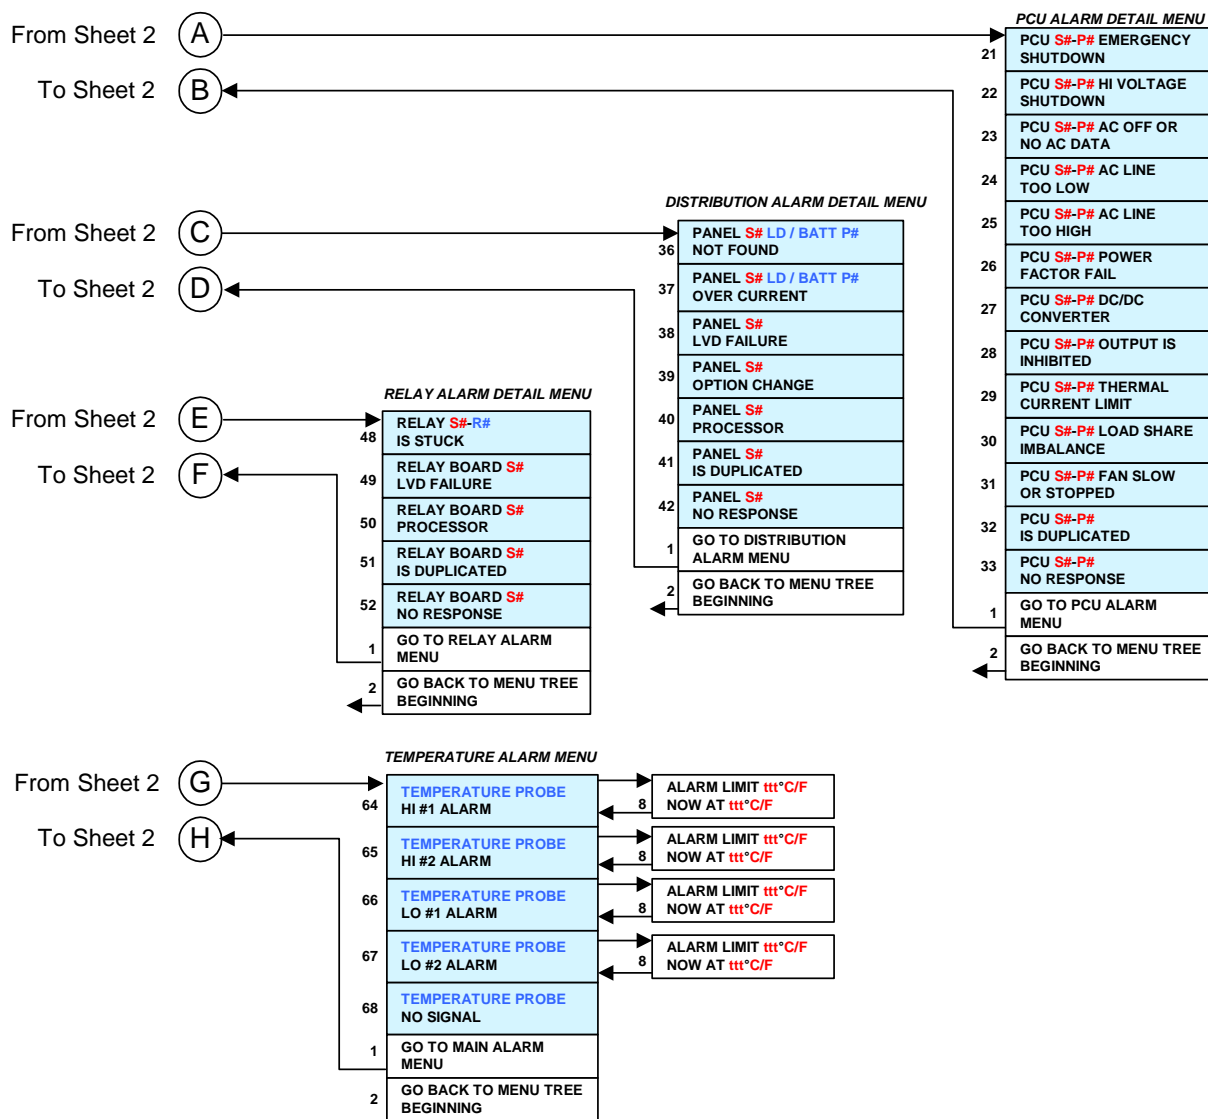 From Sheet 2 A
To Sheet 2 B
PCU ALARM DETAIL MENU
21 PCU S#-P# EMERGENCY
SHUTDOWN
22 PCU S#-P# HI VOLTAGE
SHUTDOWN
23 PCU S#-P# AC OFF OR
NO AC DATA
24 PCU S#-P# AC LINE
TOO LOW
25 PCU S#-P# AC LINE
TOO HIGH
26 PCU S#-P# POWER
FACTOR FAIL
27 PCU S#-P# DC/DC
CONVERTER
28 PCU S#-P# OUTPUT IS
INHIBITED
29 PCU S#-P# THERMAL
CURRENT LIMIT
30 PCU S#-P# LOAD SHARE
IMBALANCE
31 PCU S#-P# FAN SLOW
OR STOPPED
32 PCU S#-P#
IS DUPLICATED
33 PCU S#-P#
NO RESPONSE
1 GO TO PCU ALARM
MENU
2 GO BACK TO MENU TREE
BEGINNING
From Sheet 2 C
To Sheet 2 D
DISTRIBUTION ALARM DETAIL MENU
36 PANEL S# LD / BATT P#
NOT FOUND
37 PANEL S# LD / BATT P#
OVER CURRENT
38 PANEL S#
LVD FAILURE
39 PANEL S#
OPTION CHANGE
40 PANEL S#
PROCESSOR
41 PANEL S#
IS DUPLICATED
42 PANEL S#
NO RESPONSE
1 GO TO DISTRIBUTION
ALARM MENU
2 GO BACK TO MENU TREE
BEGINNING
From Sheet 2 E
To Sheet 2 F
RELAY ALARM DETAIL MENU
48 RELAY S#-R#
IS STUCK
49 RELAY BOARD S#
LVD FAILURE
50 RELAY BOARD S#
PROCESSOR
51 RELAY BOARD S#
IS DUPLICATED
52 RELAY BOARD S#
NO RESPONSE
1 GO TO RELAY ALARM
MENU
2 GO BACK TO MENU TREE
BEGINNING
From Sheet 2 G
To Sheet 2 H
TEMPERATURE ALARM MENU
64 TEMPERATURE PROBE
HI #1 ALARM
8 ALARM LIMIT ttt°C/F
NOW AT ttt°C/F
65 TEMPERATURE PROBE
HI #2 ALARM
8 ALARM LIMIT ttt°C/F
NOW AT ttt°C/F
66 TEMPERATURE PROBE
LO #1 ALARM
8 ALARM LIMIT ttt°C/F
NOW AT ttt°C/F
67 TEMPERATURE PROBE
LO #2 ALARM
8 ALARM LIMIT ttt°C/F
NOW AT ttt°C/F
68 TEMPERATURE PROBE
NO SIGNAL
1 GO TO MAIN ALARM
MENU
2 GO BACK TO MENU TREE
BEGINNING